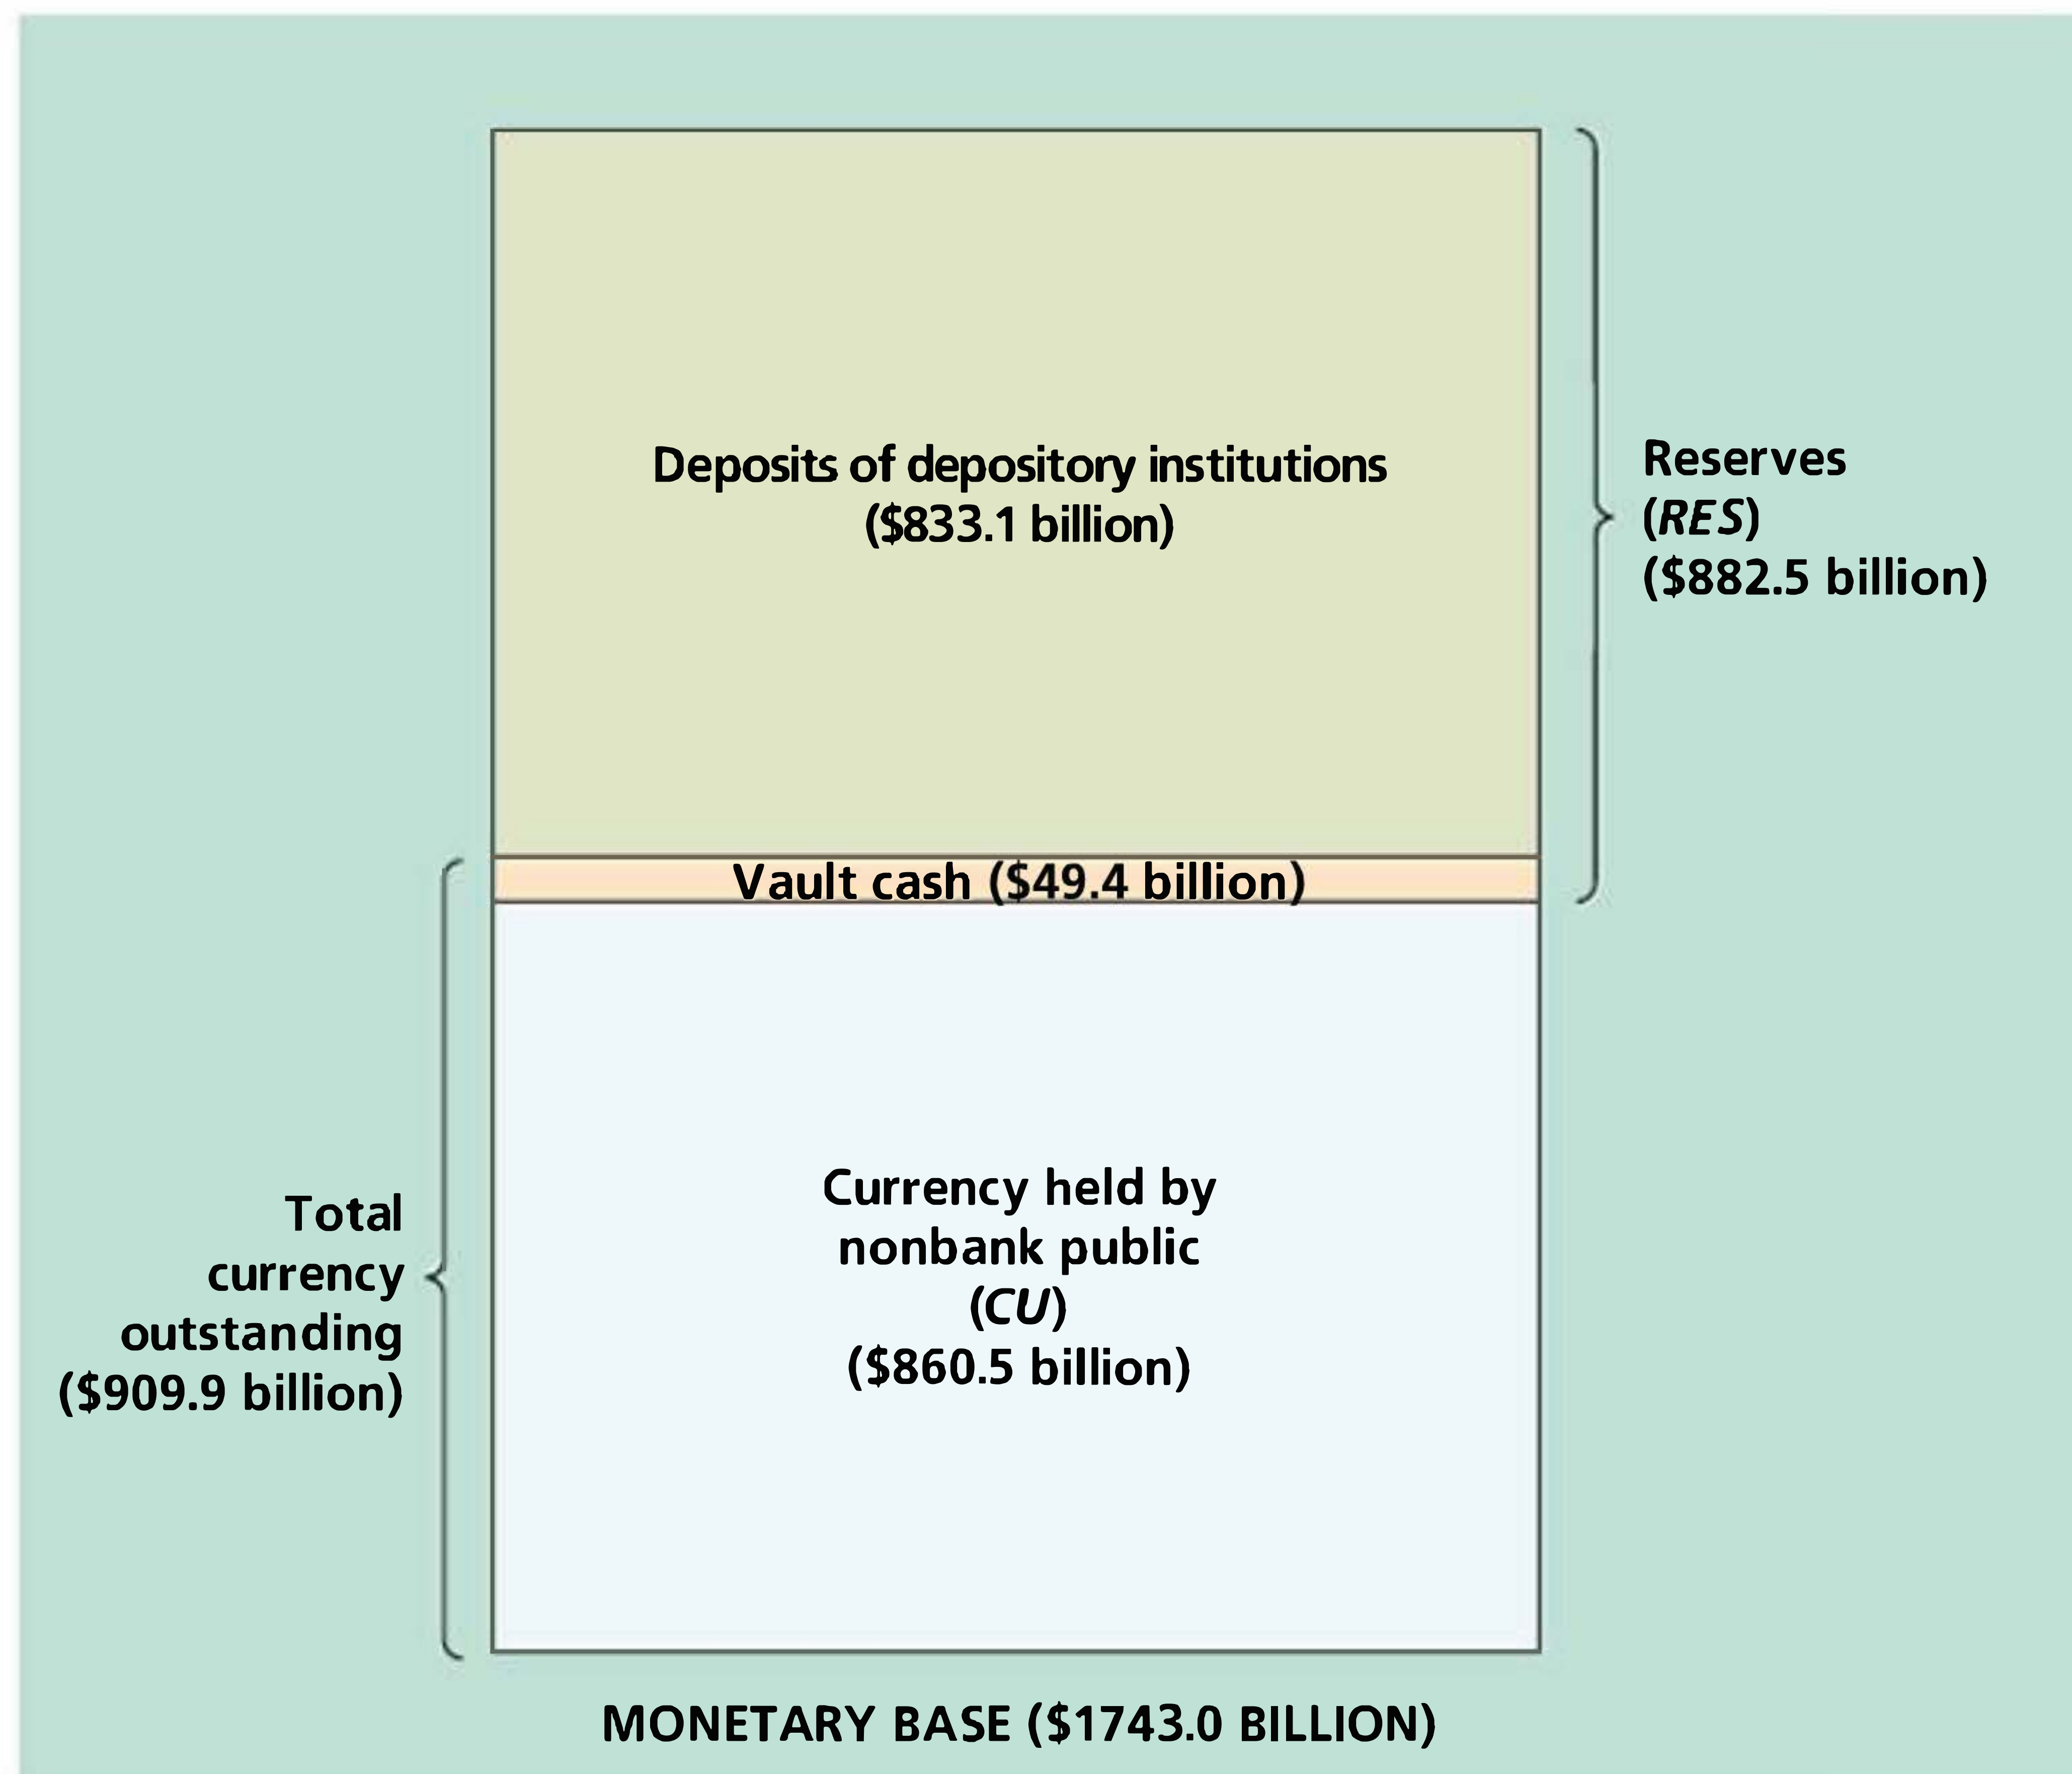 Deposits of depository institutions
($833.1 billion)
Reserves
(RES)
($882.5 billion)
Vault cash ($49.4 billion)
Total
currency
outstanding
($909.9 billion)
Currency held by
nonbank public
(CU)
($860.5 billion)
MONETARY BASE ($1743.0 BILLION)